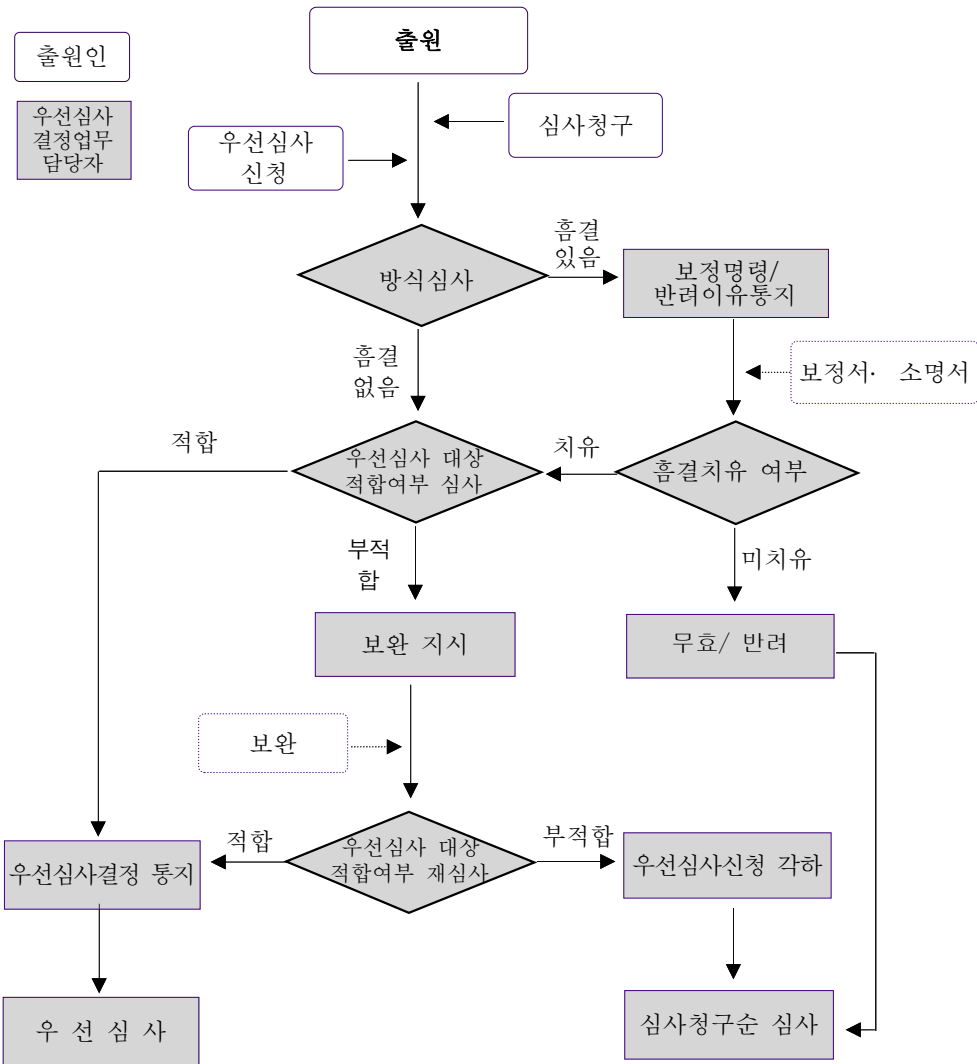 출원인
우선심사
결정업무
담당자
출원
심사청구
우선심사
신청
방식심사
흠결
있음
보정명령/
반려이유통지
흠결
없음
보정서· 소명서
적합
우선심사 대상
적합여부 심사
치유
흠결치유 여부
부적
합
미치유
보완 지시
무효/ 반려
보완
우선심사 대상
적합여부 재심사
적합
부적합
우선심사결정 통지
우선심사신청 각하
우 선 심 사
심사청구순 심사